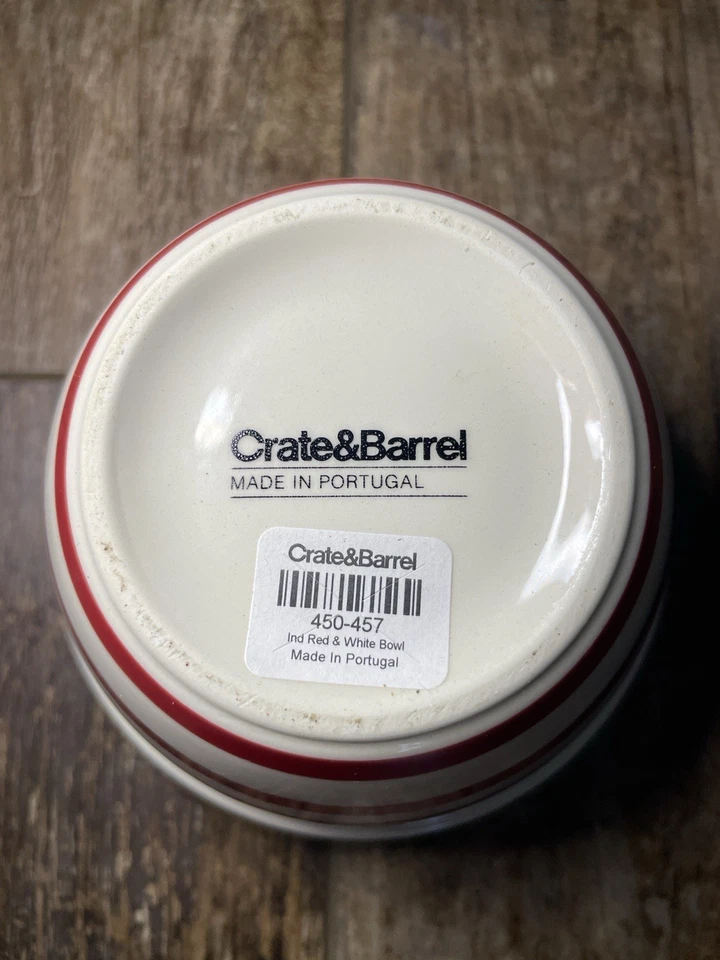 Crate&Barrel
MADE IN PORTUGAL
Crate&Barrel
450-457
Ind Red & White Bowl
Made In Portugal